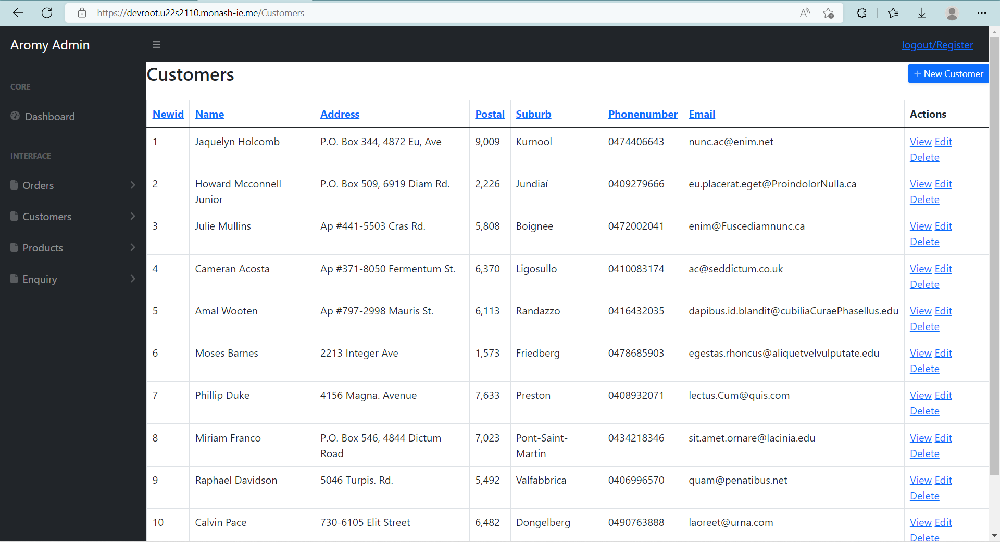 https://devroot.u22s2110.monash-ie.me/Customers
Aromy Admin
logout/Register
CORE
Dashboard
INTERFACE
Orders
Customers
Products
Enquiry
Customers
+ New Customer
Newid Name Address Postal Suburb Phonenumber Email Actions
1 Jaquelyn Holcomb P.O. Box 344, 4872 Eu, Ave 9,009 Kurnool 0474406643 nunc.ac@enim.net View Edit
Delete
2 Howard Mcconnell P.O. Box 509, 6919 Diam Rd. 2,226 Jundiaí 0409279666 eu.placerat.eget@ProindolorNulla.ca View Edit
Junior Delete
3 Julie Mullins Ap #441-5503 Cras Rd. 5,808 Boignee 0472002041 enim@Fuscediamnunc.ca View Edit
Delete
4 Cameran Acosta Ap #371-8050 Fermentum St. 6,370 Ligosullo 0410083174 ac@seddictum.co.uk View Edit
Delete
5 Amal Wooten Ap #797-2998 Mauris St. 6,113 Randazzo 0416432035 dapibus.id.blandit@cubiliaCuraePhasellus.edu View Edit
Delete
6 Moses Barnes 2213 Integer Ave 1,573 Friedberg 0478685903 egestas.rhoncus@aliquetvelvulputate.edu View Edit
Delete
7 Phillip Duke 4156 Magna. Avenue 7,633 Preston 0408932071 lectus.Cum@quis.com View Edit
Delete
8 Miriam Franco P.O. Box 546, 4844 Dictum 7,023 Pont-Saint- 0434218346 sit.amet.ornare@lacinia.edu View Edit
Road Martin Delete
9 Raphael Davidson 5046 Turpis. Rd. 5,492 Valfabbrica 0406996570 quam@penatibus.net View Edit
Delete
10 Calvin Pace 730-6105 Elit Street 6,482 Dongelberg 0490763888 laoreet@urna.com View Edit
Delete